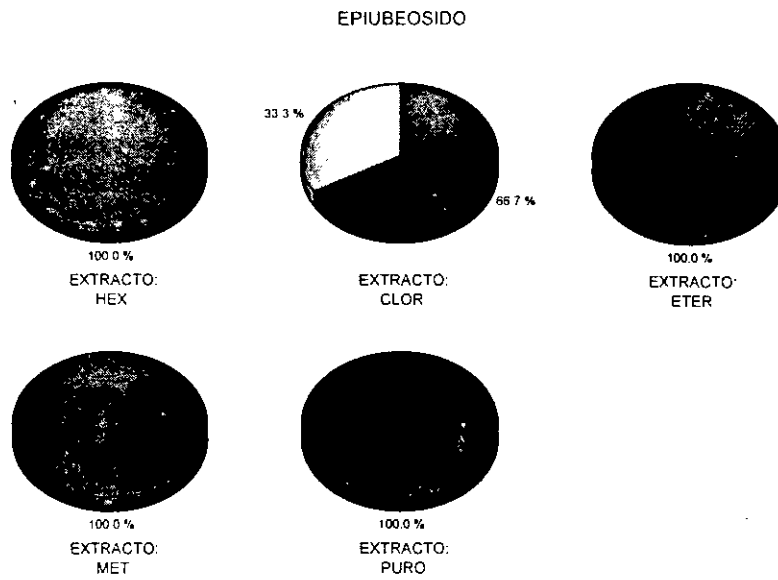 EPIUBEOSIDO
33.3 %
66.7 %
100.0 %
EXTRACTO:
HEX
EXTRACTO:
CLOR
100.0 %
EXTRACTO:
ETER
100.0 %
EXTRACTO:
MET
100.0 %
EXTRACTO:
PURO